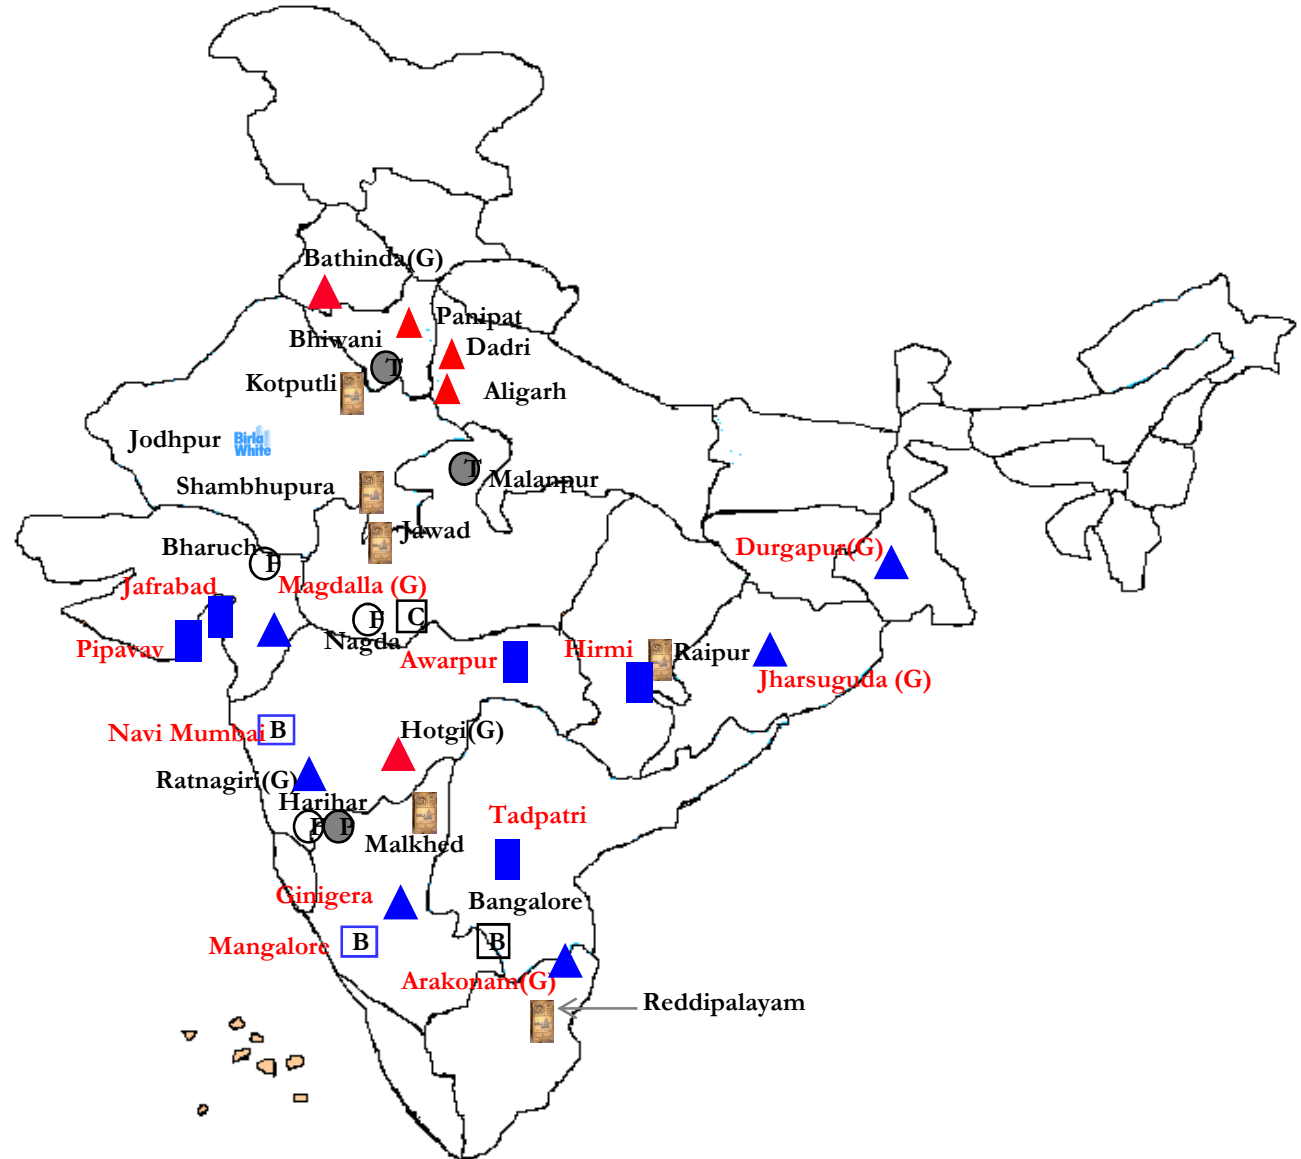 Bathinda(G)
Panipat
Bhiwani
Dadri
T
Kotputli
Aligarh
Jodhpur
Birla
White
T
Malanpur
Shambhupura
Jawad
Bharuch
F
Durgapur(G)
Jafrabad
Magdalla (G)
F
C
Nagda
Pipavav
Awarpur
Hirmi
Raipur
Jharsuguda (G)
Navi Mumbai
B
Hotgi(G)
Ratnagiri(G)
Harihar
F
P
Malkhed
Tadpatri
Ginigera
Bangalore
Mangalore
B
B
Arakonam(G)
Reddipalayam